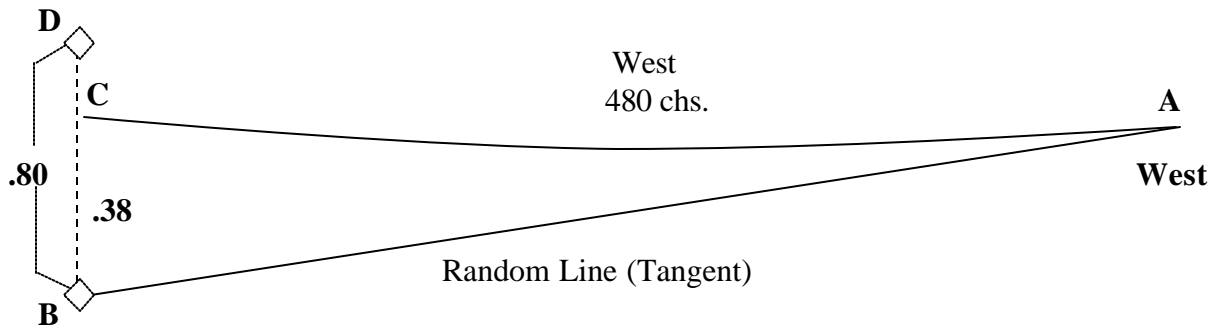 D
West
480 chs.
C
A
.80
West
.38
Random Line (Tangent)
B